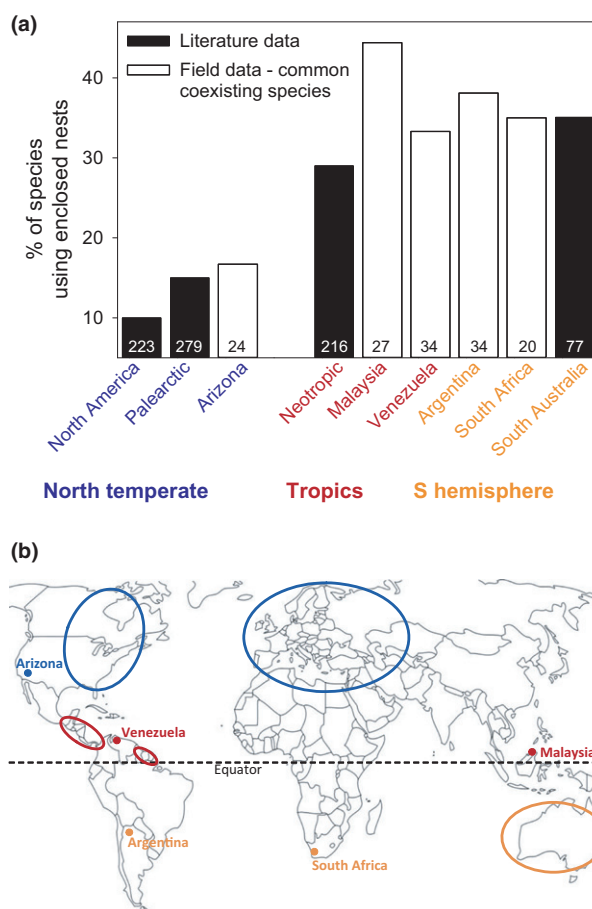 (a)
Literature data
Field data - common
coexisting species
% of species
using enclosed nests
40
30
20
10
223
279
24
216
27
34
34
20
77
North America
Palearctic
Arizona
Neotropic
Malaysia
Venezuela
Argentina
South Africa
South Australia
North temperate
Tropics
S hemisphere
(b)
Arizona
Venezuela
Malaysia
Equator
Argentina
South Africa